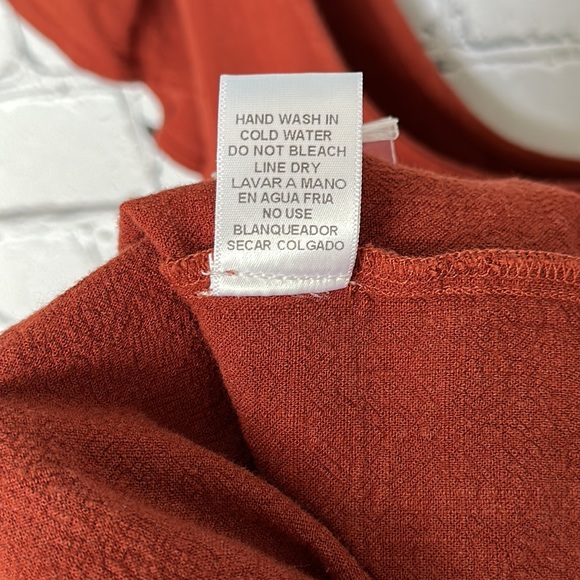 HAND WASH IN
COLD WATER
DO NOT BLEACH
LINE DRY
LAVAR A MANO
EN AGUA FRIA
NO USE
BLANQUEADOR
SECAR COLGADO